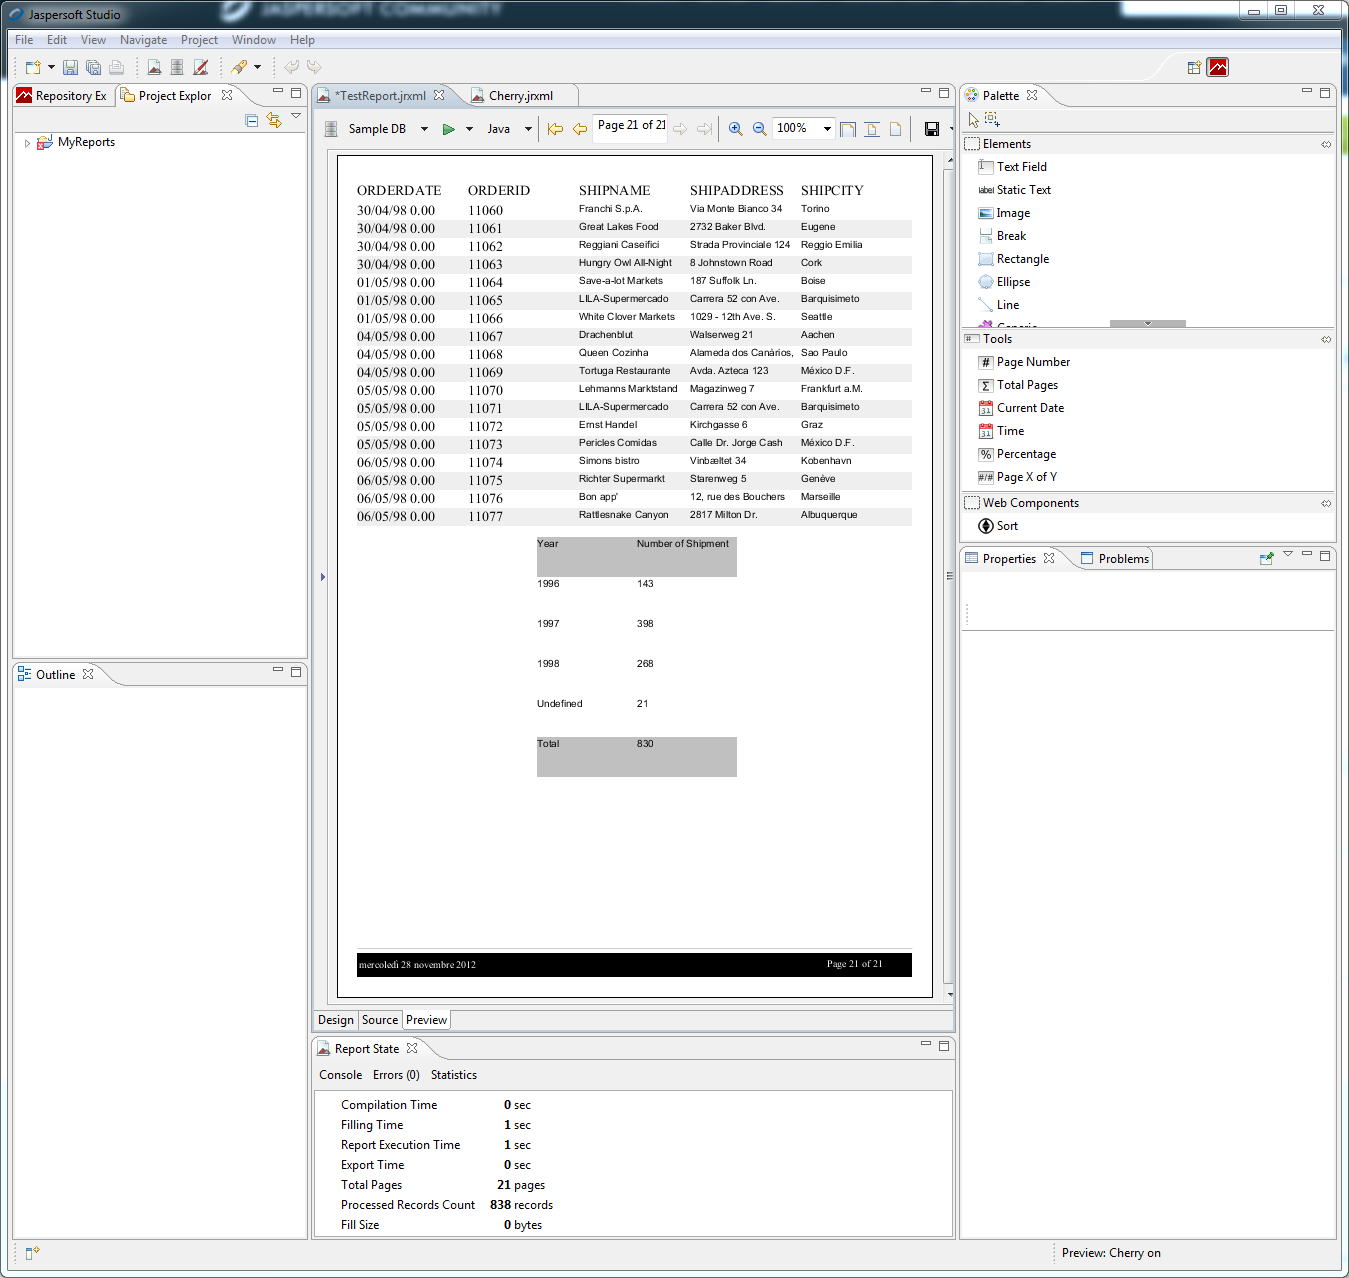 Jaspersoft Studio
JASPERSOFT COMMUNITY
File Edit View Navigate Project Window Help
Repository Ex Project Explor
MyReports
Outline
*TestReport.jrxml Cherry.jrxml
Sample DB Java Page 21 of 21 100%
ORDERDATE ORDERID SHIPNAME SHIPADDRESS SHIPCITY
30/04/98 0.00 11060 Franchi S.p.A. Via Monte Bianco 34 Torino
30/04/98 0.00 11061 Great Lakes Food 2732 Baker Blvd. Eugene
30/04/98 0.00 11062 Reggiani Caseifici Strada Provinciale 124 Reggio Emilia
30/04/98 0.00 11063 Hungry Owl All-Night 8 Johnstown Road Cork
01/05/98 0.00 11064 Save-a-lot Markets 187 Suffolk Ln. Boise
01/05/98 0.00 11065 LILA-Supermercado Carrera 52 con Ave. Barquisimeto
01/05/98 0.00 11066 White Clover Markets 1029 - 12th Ave. S. Seattle
04/05/98 0.00 11067 Drachenblut Walserweg 21 Aachen
04/05/98 0.00 11068 Queen Cozinha Alameda dos Canàrios, Sao Paulo
04/05/98 0.00 11069 Tortuga Restaurante Avda. Azteca 123 México D.F.
05/05/98 0.00 11070 Lehmanns Marktstand Magazinweg 7 Frankfurt a.M.
05/05/98 0.00 11071 LILA-Supermercado Carrera 52 con Ave. Barquisimeto
05/05/98 0.00 11072 Ernst Handel Kirchgasse 6 Graz
05/05/98 0.00 11073 Pericles Comidas Calle Dr. Jorge Cash México D.F.
06/05/98 0.00 11074 Simons bistro Vinbæltet 34 Kobenhavn
06/05/98 0.00 11075 Richter Supermarkt Starenweg 5 Genève
06/05/98 0.00 11076 Bon app' 12, rue des Bouchers Marseille
06/05/98 0.00 11077 Rattlesnake Canyon 2817 Milton Dr. Albuquerque
Year Number of Shipment
1996 143
1997 398
1998 268
Undefined 21
Total 830
mercoledì 28 novembre 2012 Page 21 of 21
Design Source Preview
Report State
Console Errors (0) Statistics
Compilation Time 0 sec
Filling Time 1 sec
Report Execution Time 1 sec
Export Time 0 sec
Total Pages 21 pages
Processed Records Count 838 records
Fill Size 0 bytes
Palette
Elements
Text Field
label Static Text
Image
Break
Rectangle
Ellipse
Line
Generic
Tools
# Page Number
Σ Total Pages
31 Current Date
31 Time
% Percentage
#/# Page X of Y
Web Components
Sort
Properties Problems
Preview: Cherry on